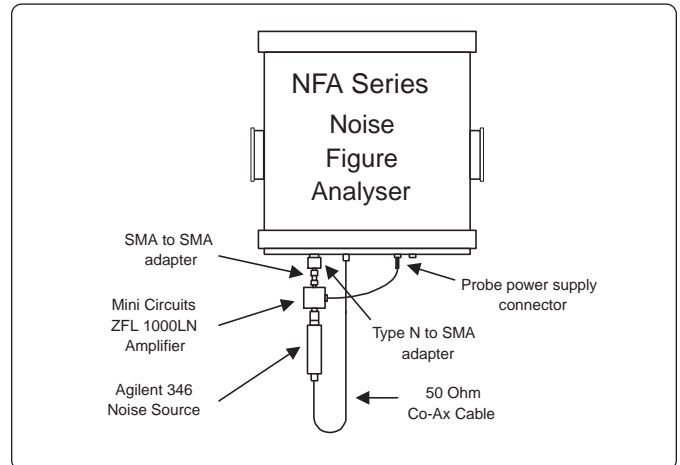 NFA Series
Noise
Figure
Analyser
SMA to SMA
adapter
Mini Circuits
ZFL 1000LN
Amplifier
Agilent 346
Noise Source
Probe power supply
connector
Type N to SMA
adapter
50 Ohm
Co-Ax Cable